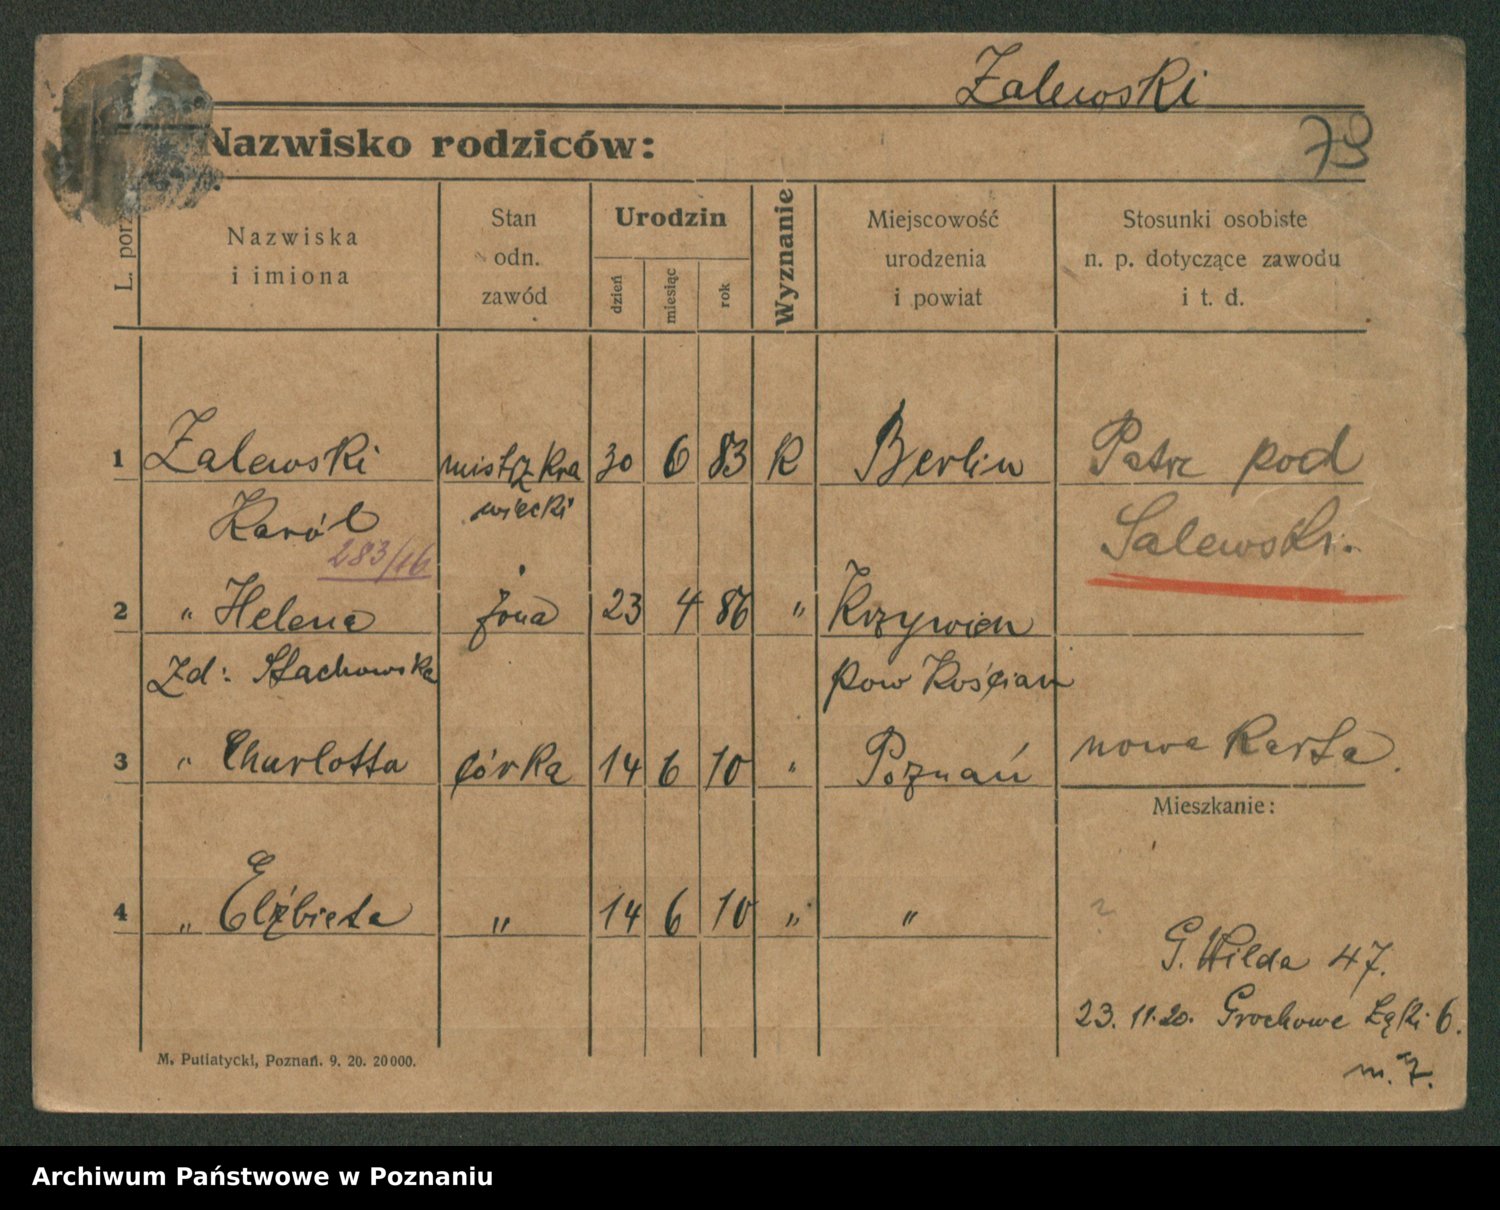 Zalewski
79
Nazwisko rodziców:
L. porz.
Nazwiska
i imiona
Stan
odn.
zawód
Urodzin
dzień
miesiąc
rok
Wyznanie
Miejscowość
urodzenia
i powiat
Stosunki osobiste
n. p. dotyczące zawodu
i t. d.
1 Zalewski mistrz kra 30 6 83 K Berlin Patrz pod
Karól wiecki Salewski.
283/16
2 " Helena żona 23 4 86 " Krzywien
Zd: Stachowska pow Kościan
3 " Charlotta córka 14 6 10 " Poznań nowa karta.
Mieszkanie:
4 " Elżbieta " 14 6 10 " "
G. Wilda 47.
23. 11. 20. Grochowe Łąki 6.
m. 7.
M. Putiatycki, Poznań. 9. 20. 20000.
Archiwum Państwowe w Poznaniu